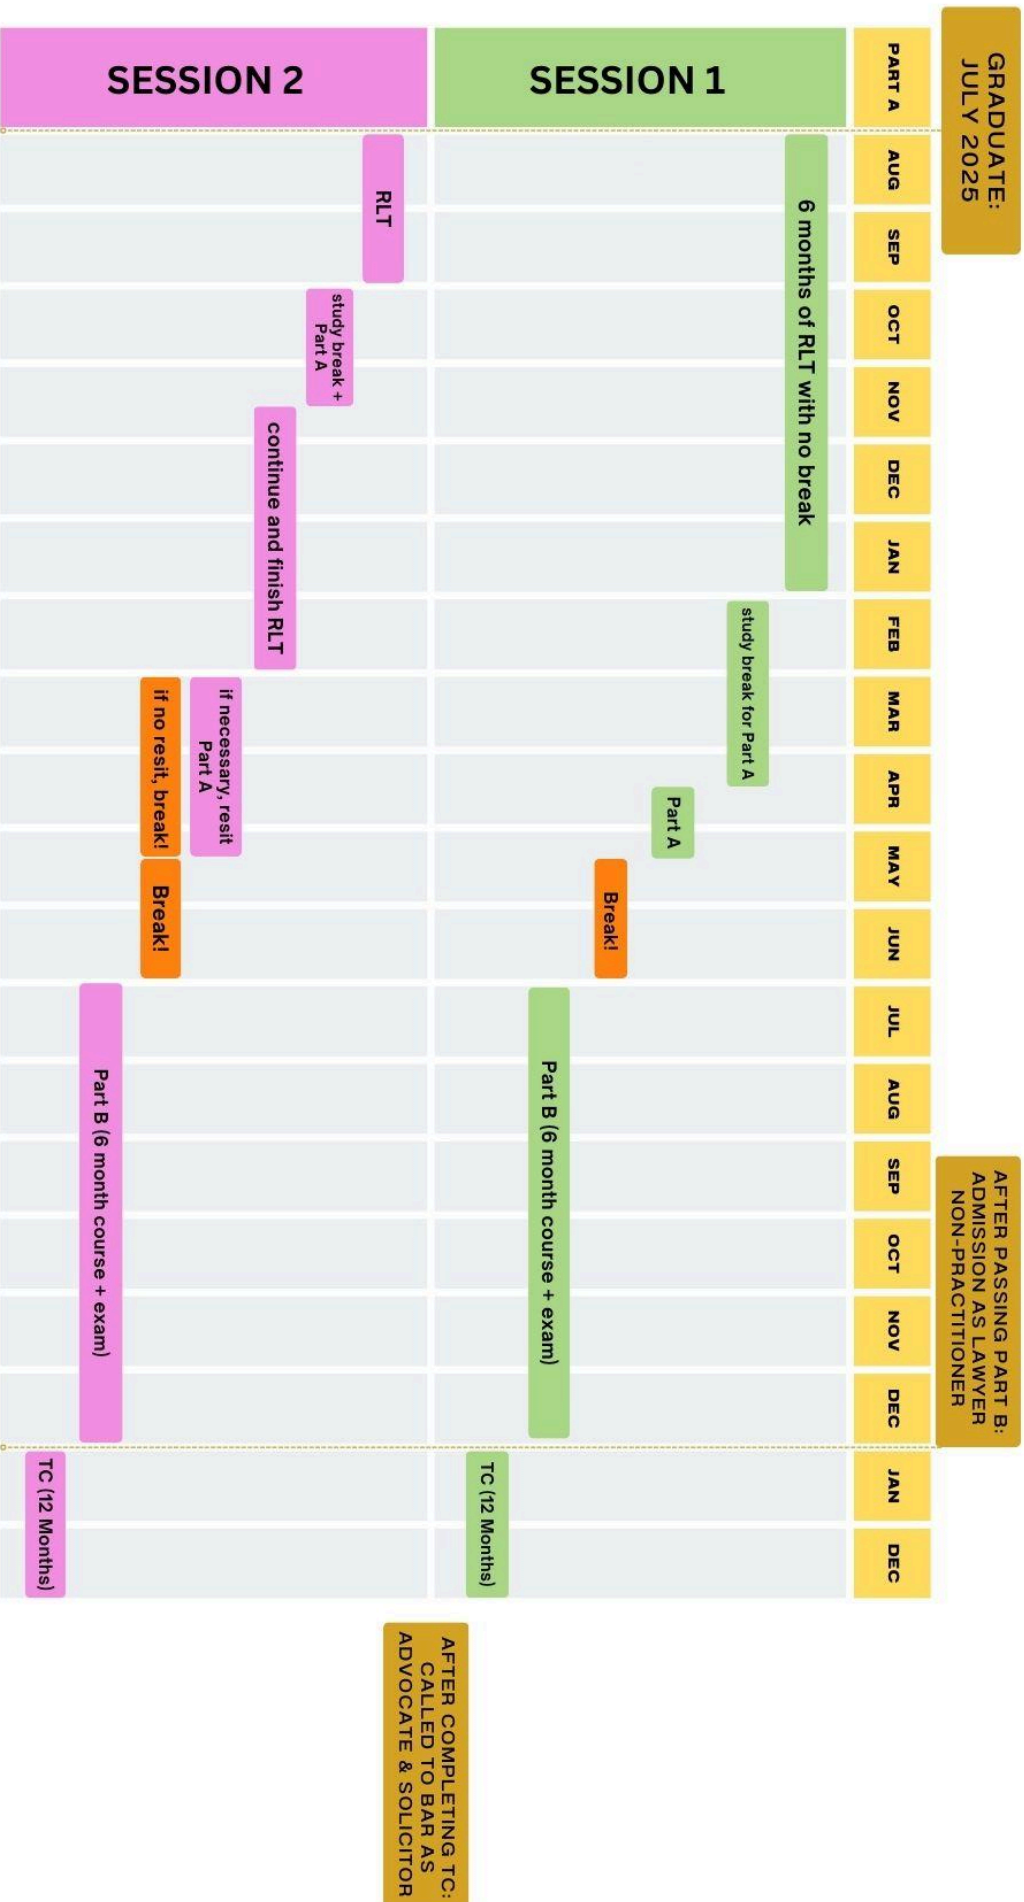 GRADUATE:
JULY 2025
AFTER PASSING PART B:
ADMISSION AS LAWYER
NON-PRACTITIONER
PART A
AUG
SEP
OCT
NOV
DEC
JAN
FEB
MAR
APR
MAY
JUN
JUL
AUG
SEP
OCT
NOV
DEC
JAN
DEC
SESSION 1
6 months of RLT with no break
study break for Part A
Part A
Break!
Part B (6 month course + exam)
TC (12 Months)
SESSION 2
RLT
study break +
Part A
continue and finish RLT
if necessary, resit
Part A
if no resit, break!
Break!
Part B (6 month course + exam)
TC (12 Months)
AFTER COMPLETING TC:
CALLED TO BAR AS
ADVOCATE & SOLICITOR